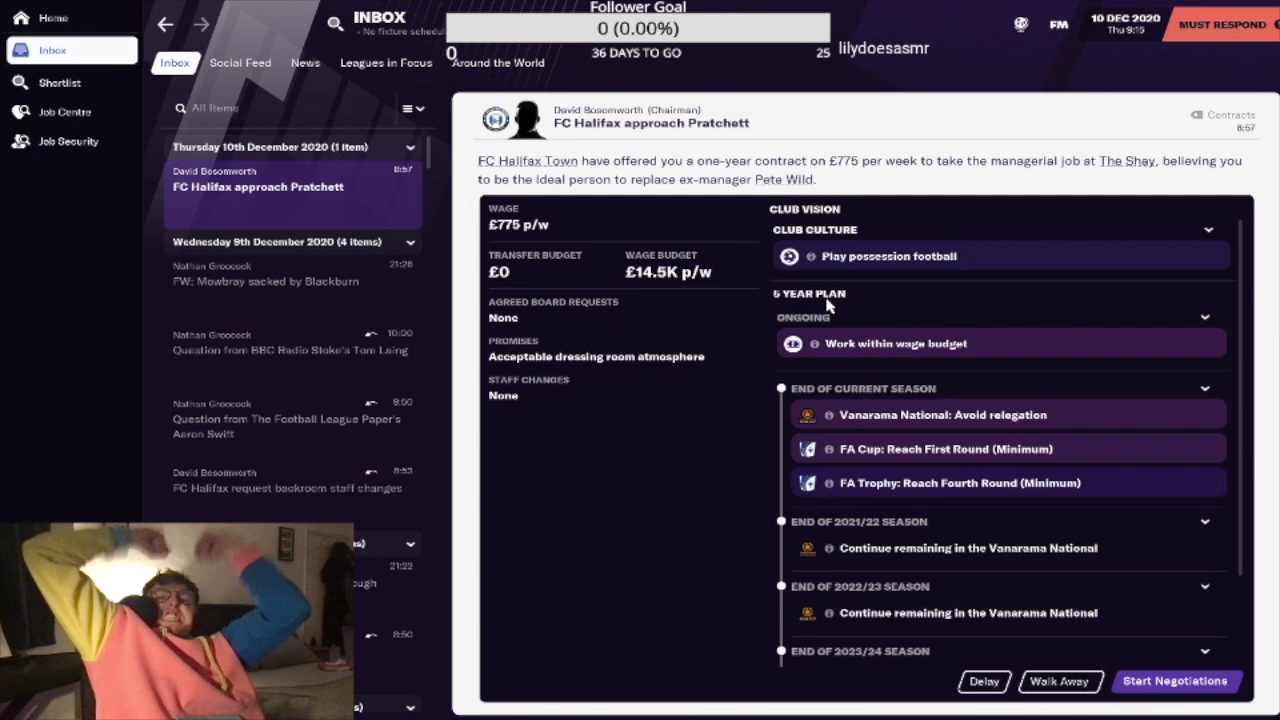 Home
Inbox
Shortlist
Job Centre
Job Security
INBOX
- No fixture schedu
Follower Goal
0 (0.00%)
0
36 DAYS TO GO
25
lilydoesasmr
FM
10 DEC 2020
Thu 9:15
MUST RESPOND
Inbox
Social Feed
News
Leagues in Focus
Around the World
All Items
Thursday 10th December 2020 (1 item)
David Bosomworth
8:57
FC Halifax approach Pratchett
Wednesday 9th December 2020 (4 items)
Nathan Groocock
21:26
FW: Mowbray sacked by Blackburn
Nathan Groocock
10:00
Question from BBC Radio Stoke's Tom Laing
Nathan Groocock
Question from The Football League Paper's
Aaron Swift
David Bosomworth
FC Halifax request backroom staff changes
21:22
ough
8:50
David Bosomworth (Chairman)
FC Halifax approach Pratchett
Contracts
8:57
FC Halifax Town have offered you a one-year contract on £775 per week to take the managerial job at The Shay, believing you
to be the ideal person to replace ex-manager Pete Wild.
WAGE
£775 p/w
TRANSFER BUDGET
WAGE BUDGET
£0
£14.5K p/w
AGREED BOARD REQUESTS
None
PROMISES
Acceptable dressing room atmosphere
STAFF CHANGES
None
CLUB VISION
CLUB CULTURE
Play possession football
5 YEAR PLAN
ONGOING
Work within wage budget
END OF CURRENT SEASON
Vanarama National: Avoid relegation
FA Cup: Reach First Round (Minimum)
FA Trophy: Reach Fourth Round (Minimum)
END OF 2021/22 SEASON
Continue remaining in the Vanarama National
END OF 2022/23 SEASON
Continue remaining in the Vanarama National
END OF 2023/24 SEASON
Delay
Walk Away
Start Negotiations